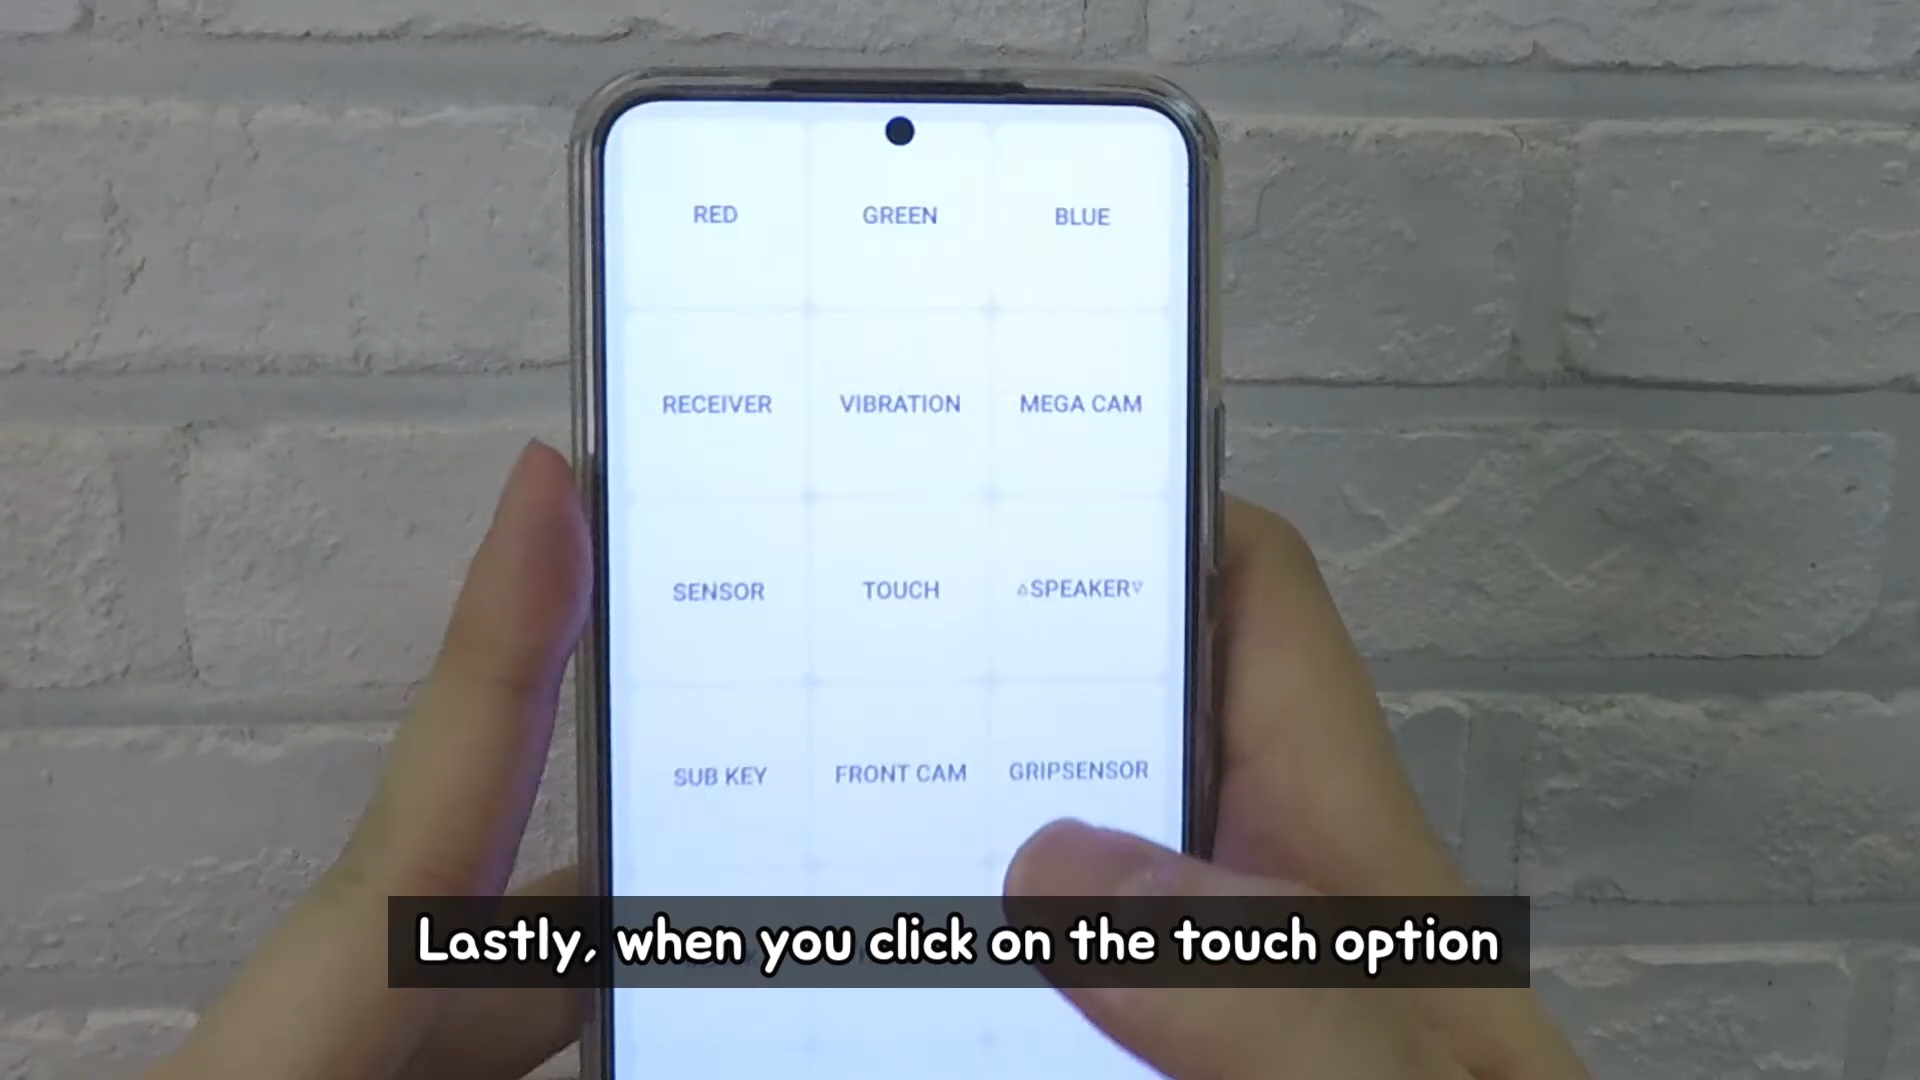 RED GREEN BLUE
RECEIVER VIBRATION MEGA CAM
SENSOR TOUCH △SPEAKER▽
SUB KEY FRONT CAM GRIPSENSOR
Lastly, when you click on the touch option